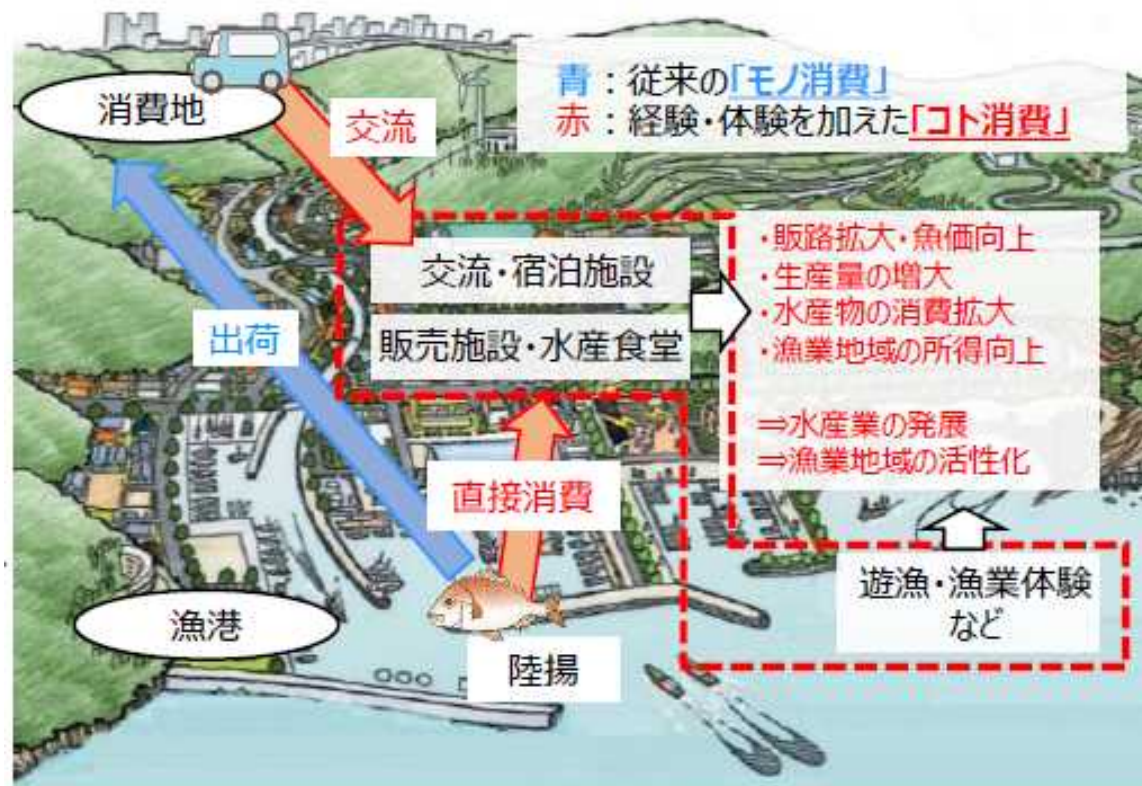 青：従来の「モノ消費」
赤：経験・体験を加えた「コト消費」
消費地
交流
交流・宿泊施設
販売施設・水産食堂
・販路拡大・魚価向上
・生産量の増大
・水産物の消費拡大
・漁業地域の所得向上
⇒水産業の発展
⇒漁業地域の活性化
出荷
直接消費
遊漁・漁業体験
など
漁港
陸揚